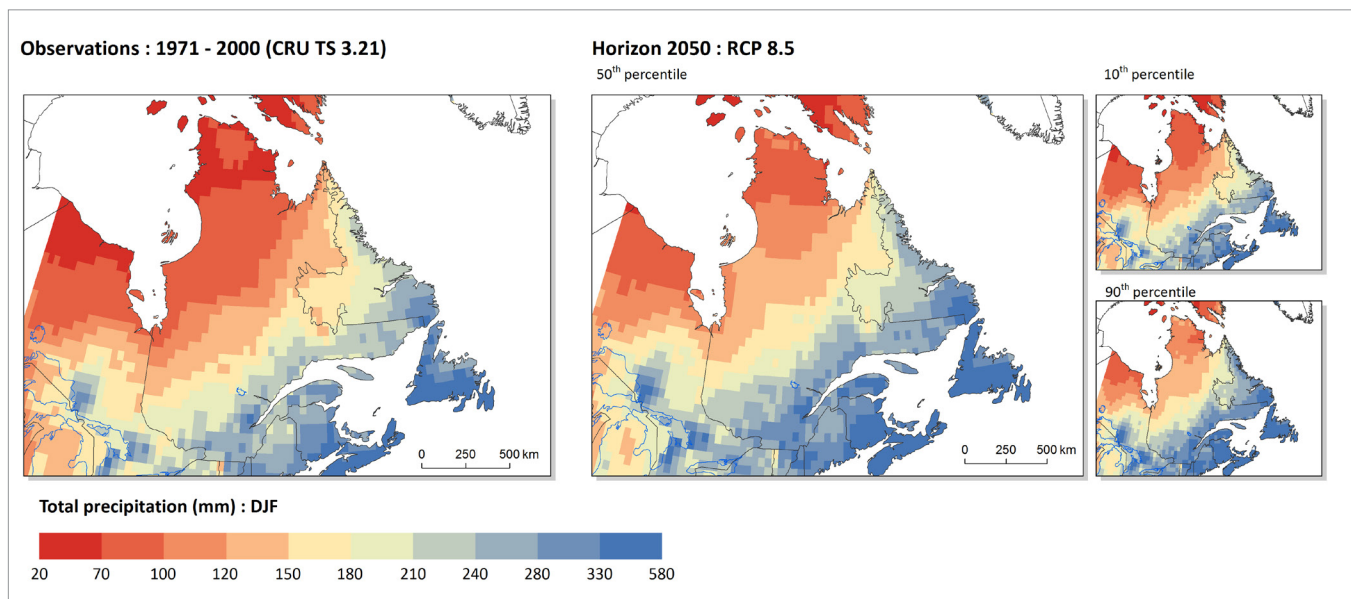 Observations : 1971 - 2000 (CRU TS 3.21)
Horizon 2050 : RCP 8.5
50th percentile
10th percentile
90th percentile
0 250 500 km
0 250 500 km
Total precipitation (mm) : DJF
20 70 100 120 150 180 210 240 280 330 580